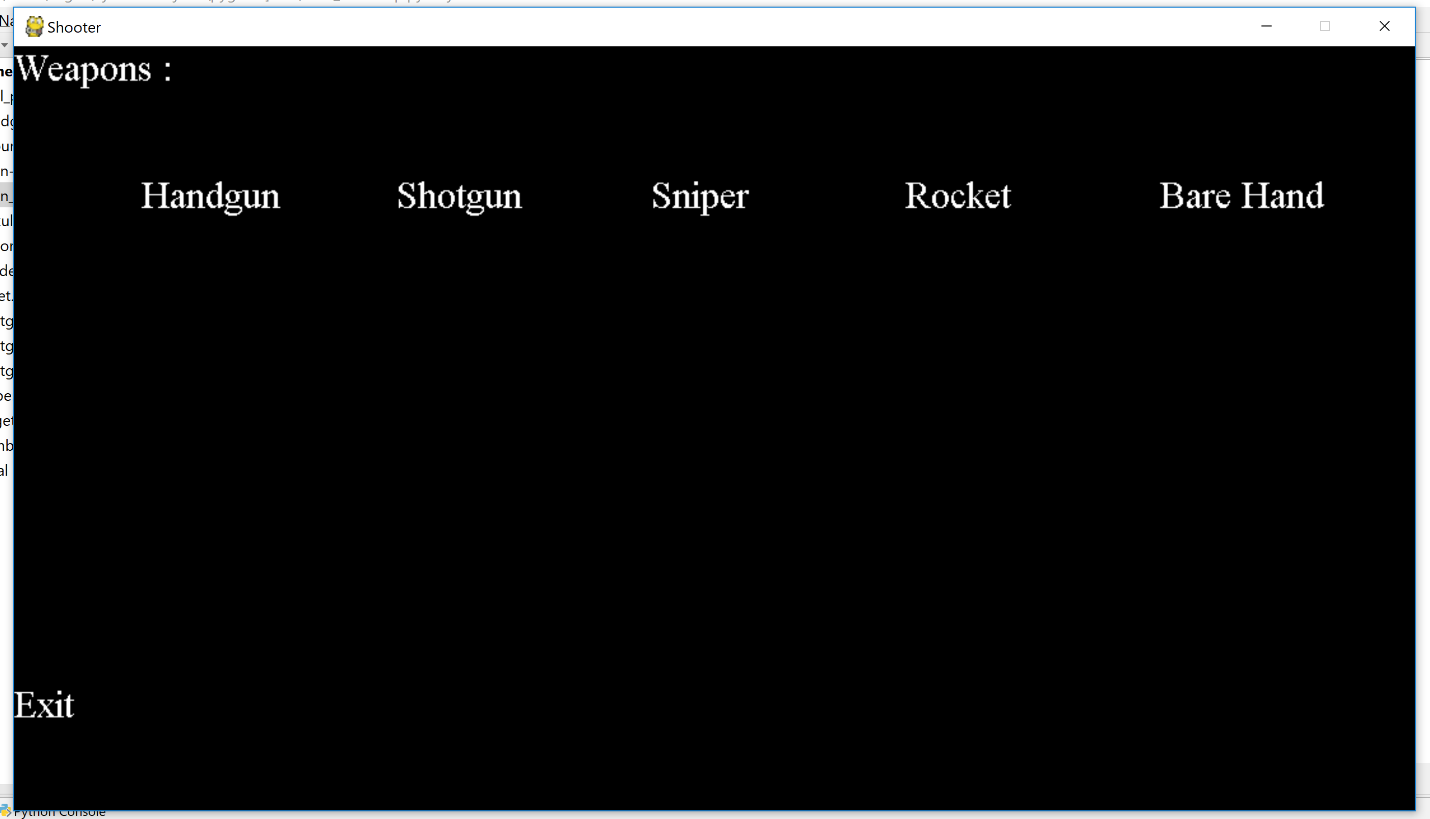 Shooter
Weapons :
Handgun Shotgun Sniper Rocket Bare Hand
Exit
Python Console